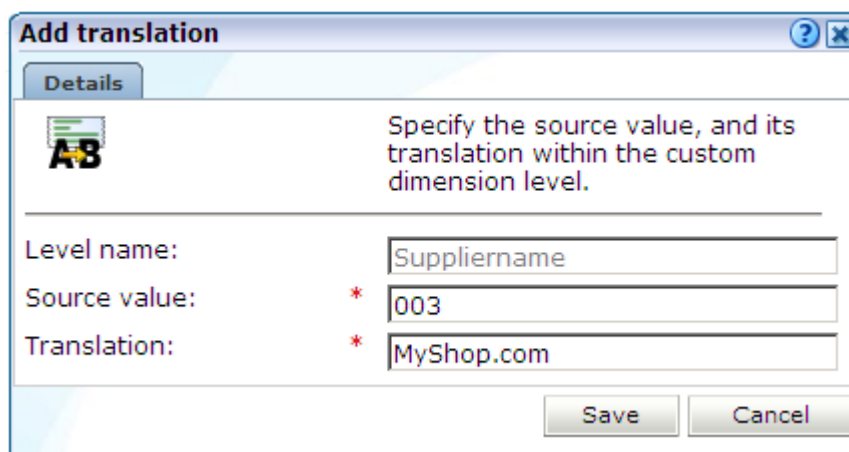 Add translation
?
Details
A B
Specify the source value, and its
translation within the custom
dimension level.
Level name:
Suppliername
Source value: *
003
Translation: *
MyShop.com
Save Cancel